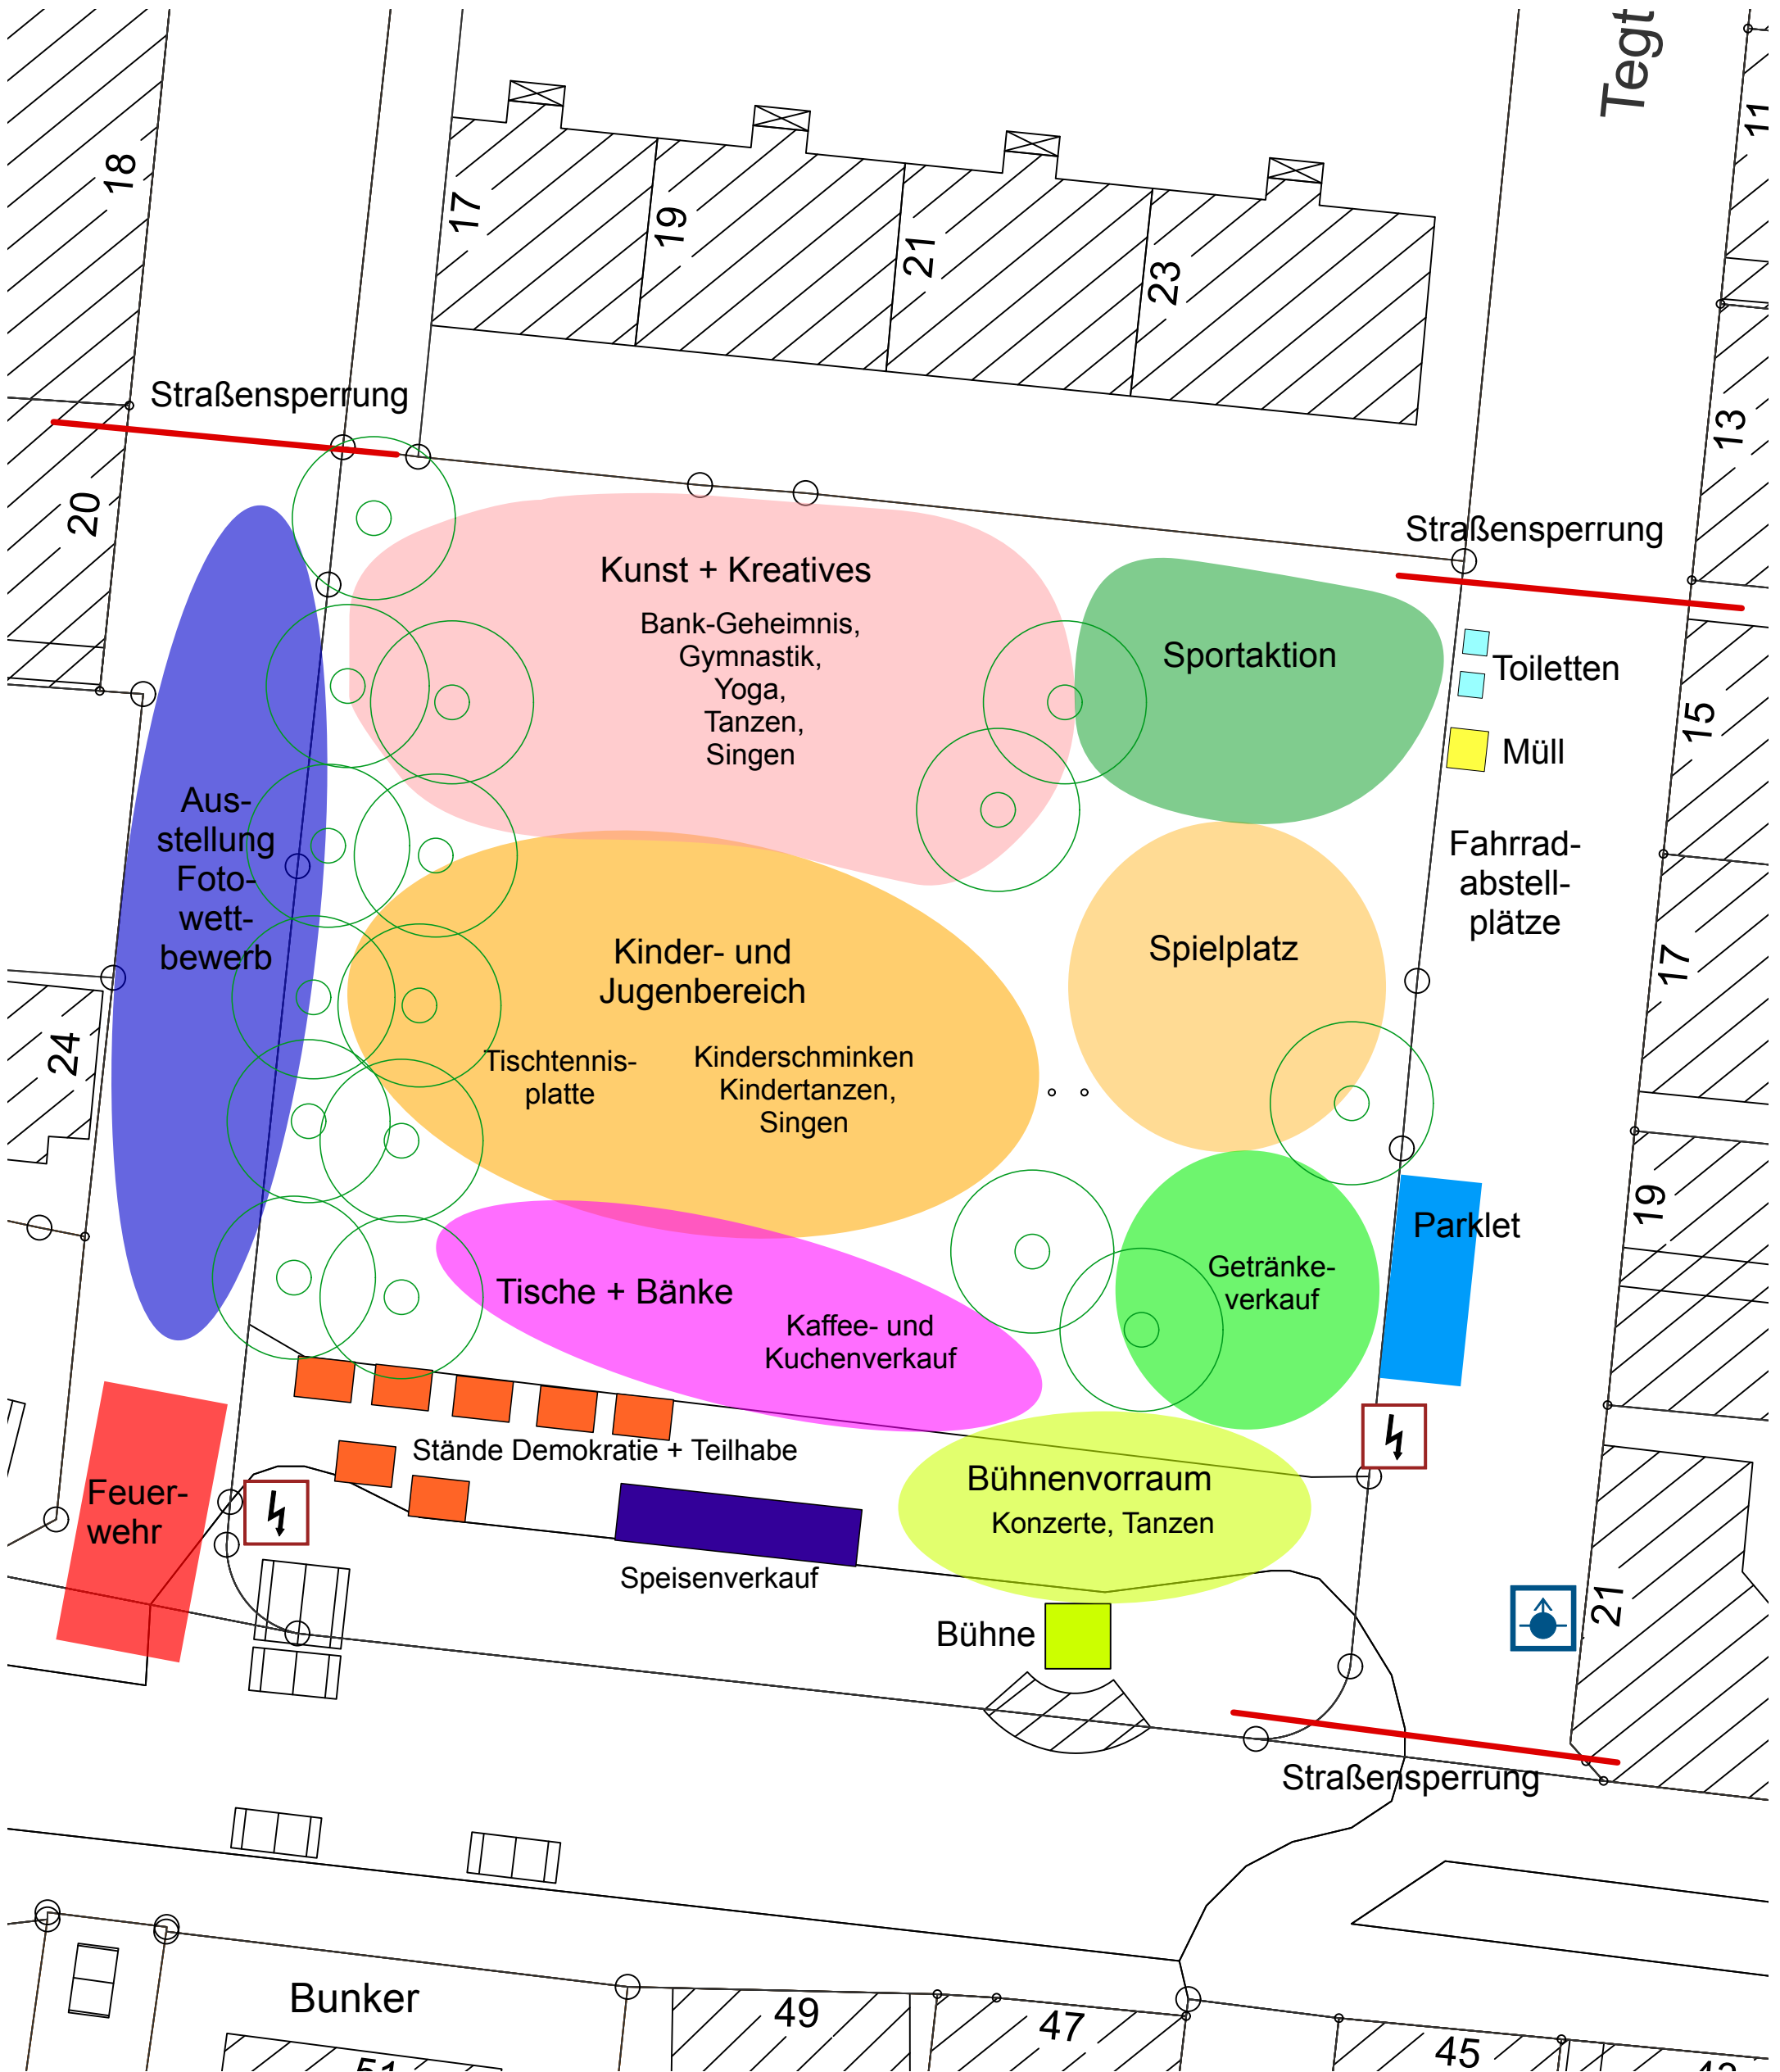 Tegt
11
18
17
19
21
23
Straßensperrung
13
20
Straßensperrung
Kunst + Kreatives
Bank-Geheimnis,
Gymnastik,
Yoga,
Tanzen,
Singen
Sportaktion
Toiletten
15
Müll
Aus-
stellung
Foto-
wett-
bewerb
Fahrrad-
abstell-
plätze
Kinder- und
Jugenbereich
Spielplatz
17
24
Tischtennis-
platte
Kinderschminken
Kindertanzen,
Singen
19
Parklet
Tische + Bänke
Getränke-
verkauf
Kaffee- und
Kuchenverkauf
Stände Demokratie + Teilhabe
Bühnenvorraum
Konzerte, Tanzen
Feuer-
wehr
Speisenverkauf
21
Bühne
Straßensperrung
Bunker
49
47
45
51